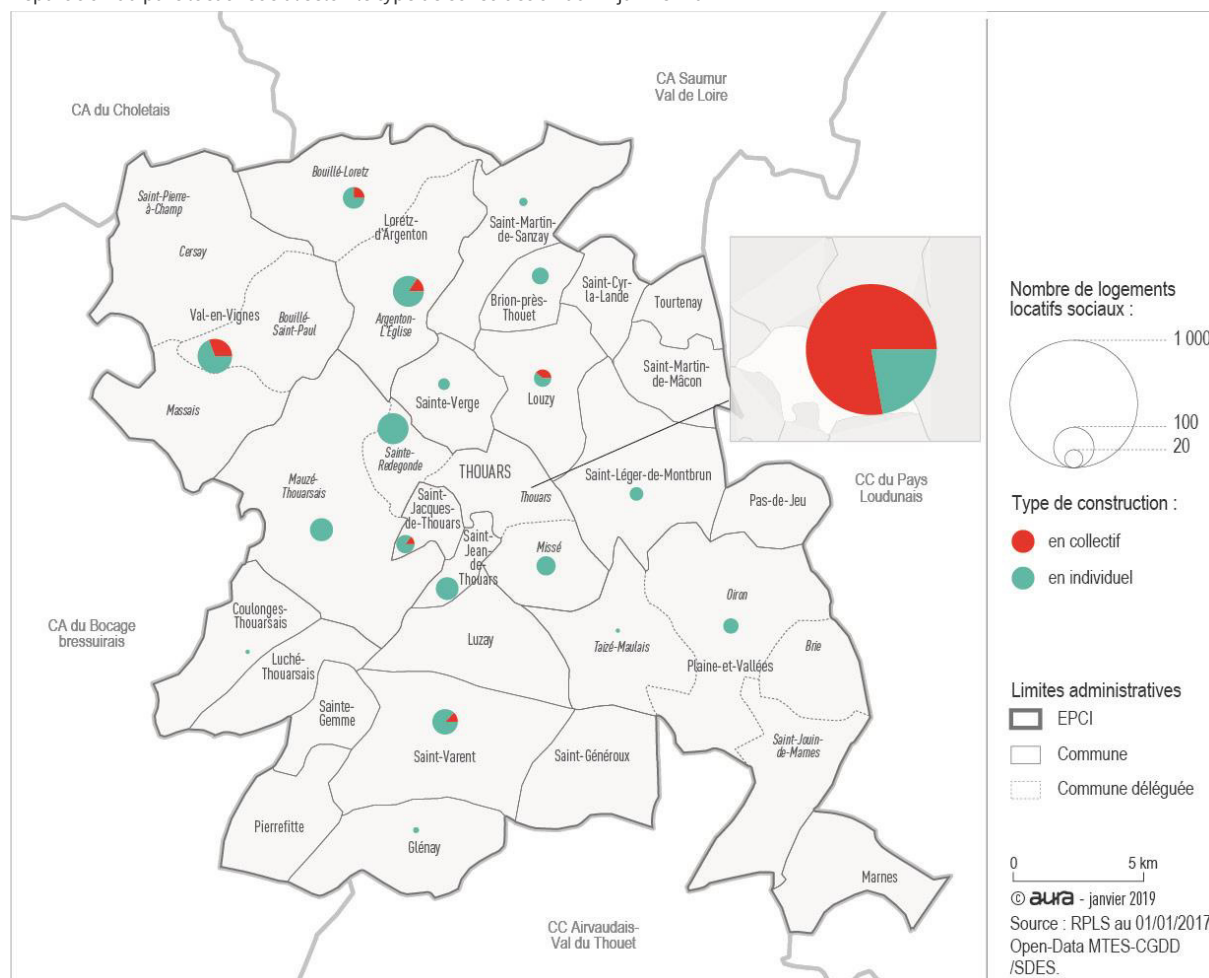 CA du Choletais
CA Saumur
Val de Loire
Saint-Pierre-
à-Champ
Bouillé-Loretz
Cersay
Loretz-
d'Argenton
Saint-Martin-
de-Sanzay
Val-en-Vignes
Bouillé-
Saint-Paul
Argenton-
L'Église
Brion-près-
Thouet
Saint-Cyr-
la-Lande
Tourtenay
Massais
Sainte-Verge
Louzy
Saint-Martin-
de-Mâcon
Sainte-
Redegonde
THOUARS
Thouars
Mauzé-
Thouarsais
Saint-
Jacques-
de-Thouars
Saint-Léger-de-Montbrun
Pas-de-Jeu
CC du Pays
Loudunais
Saint-
Jean-
de-
Thouars
Missé
CA du Bocage
bressuirais
Coulonges-
Thouarsais
Luché-
Thouarsais
Luzay
Taizé-Maulais
Oiron
Brie
Plaine-et-Vallées
Sainte-
Gemme
Saint-Varent
Saint-Généroux
Saint-Jouin-
de-Marnes
Pierrefitte
Glénay
Marnes
CC Airvaudais-
Val du Thouet
Nombre de logements
locatifs sociaux :
1 000
100
20
Type de construction :
en collectif
en individuel
Limites administratives
EPCI
Commune
Commune déléguée
0 5 km
© aura - janvier 2019
Source : RPLS au 01/01/2017
Open-Data MTES-CGDD
/SDES.